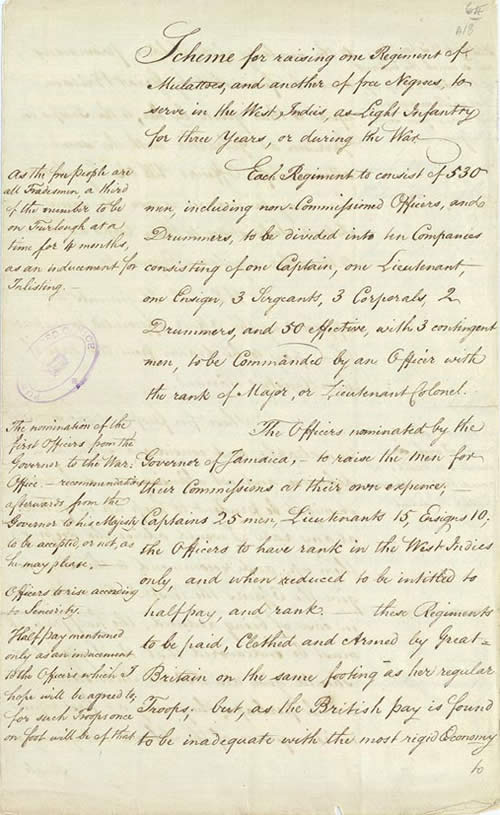 6
A18
Scheme for raising one Regiment of
Mulattoes, and another of free Negroes, to
serve in the West Indies, as Light Infantry
for three Years, or during the War
Each Regiment to consist of 530
men, including non-Commissioned Officers, and
Drummers, to be divided into ten Companies
consisting of one Captain, one Lieutenant,
one Ensign, 3 Sergeants, 3 Corporals, 2
Drummers, and 50 effective, with 3 contingent
men, to be Commanded by an Officer with
the rank of Major, or Lieutenant Colonel.
The Officers nominated by the
Governor of Jamaica, – to raise the men for
their Commissions at their own expence; –
Captains 25 men, Lieutenants 15, Ensigns 10;
the Officers to have rank in the West Indies
only, and when reduced to be intitled to
half pay, and rank. – these Regiments
to be paid, Clothed and Armed by Great=
Britain on the same footing as her regular
Troops; but, as the British pay is found
to be inadequate with the most rigid Economy
to
As the free people are
all Tradesmen, a third
of the number to be
on Furlough at a
time for 4 months,
as an inducement for
Inlisting. –
OFFICE
The nomination of the
first Officers from the
Governor to the War-
Office – recommendations
afterwards from the
Governor to his Majesty
to be accepted, or not, as
he may please. –
Officers to rise according
to Seniority.
Half pay mentioned
only as an inducement
to the Officers which I
hope will be agreed to,
for such Troops once
on foot will be of that